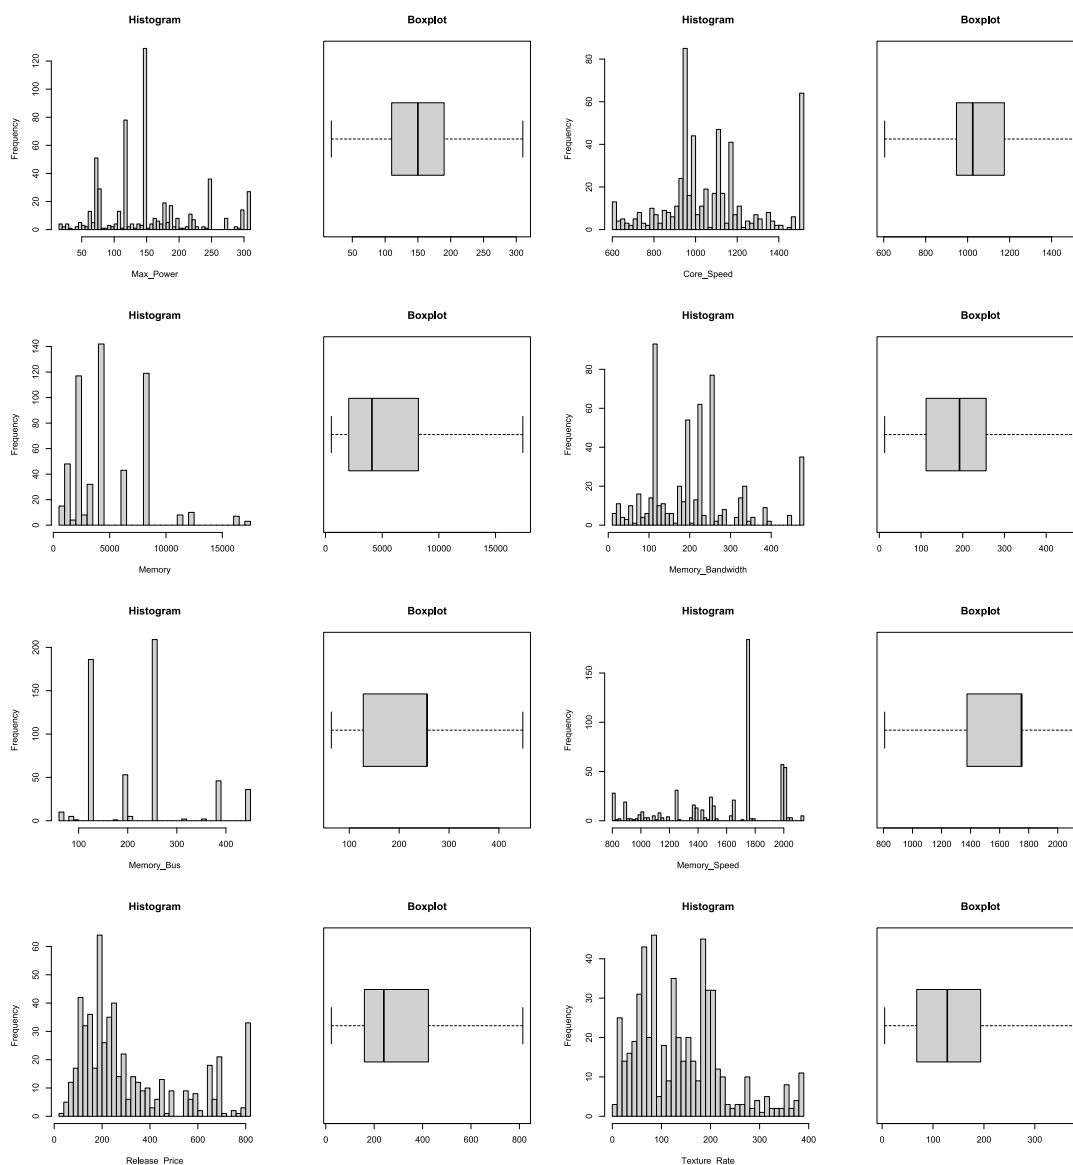 Histogram Boxplot Histogram Boxplot
Frequency
0 20 40 60 80 100 120
50 100 150 200 250 300
Max_Power
50 100 150 200 250 300
Frequency
0 20 40 60 80
600 800 1000 1200 1400
Core_Speed
600 800 1000 1200 1400
Histogram Boxplot Histogram Boxplot
Frequency
0 20 40 60 80 100 120 140
0 5000 10000 15000
Memory
0 5000 10000 15000
Frequency
0 20 40 60 80
0 100 200 300 400
Memory_Bandwidth
0 100 200 300 400
Histogram Boxplot Histogram Boxplot
Frequency
0 50 100 150 200
100 200 300 400
Memory_Bus
100 200 300 400
Frequency
0 50 100 150
800 1000 1200 1400 1600 1800 2000
Memory_Speed
800 1000 1200 1400 1600 1800 2000
Histogram Boxplot Histogram Boxplot
Frequency
0 10 20 30 40 50 60
0 200 400 600 800
Release_Price
0 200 400 600 800
Frequency
0 10 20 30 40
0 100 200 300 400
Texture_Rate
0 100 200 300